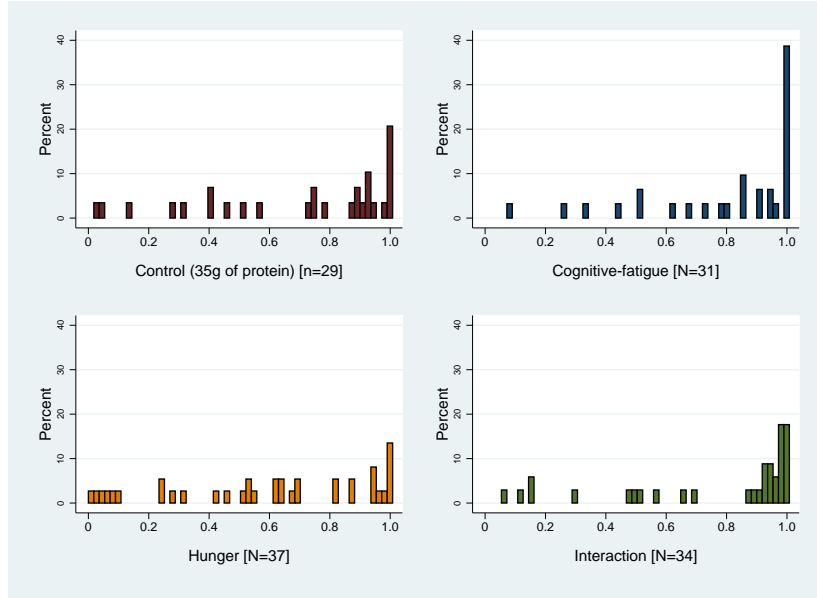 40
30
20
10
0
Percent
0 0.2 0.4 0.6 0.8 1.0
Control (35g of protein) [n=29]
40
30
20
10
0
Percent
0 0.2 0.4 0.6 0.8 1.0
Cognitive-fatigue [N=31]
40
30
20
10
0
Percent
0 0.2 0.4 0.6 0.8 1.0
Hunger [N=37]
40
30
20
10
0
Percent
0 0.2 0.4 0.6 0.8 1.0
Interaction [N=34]